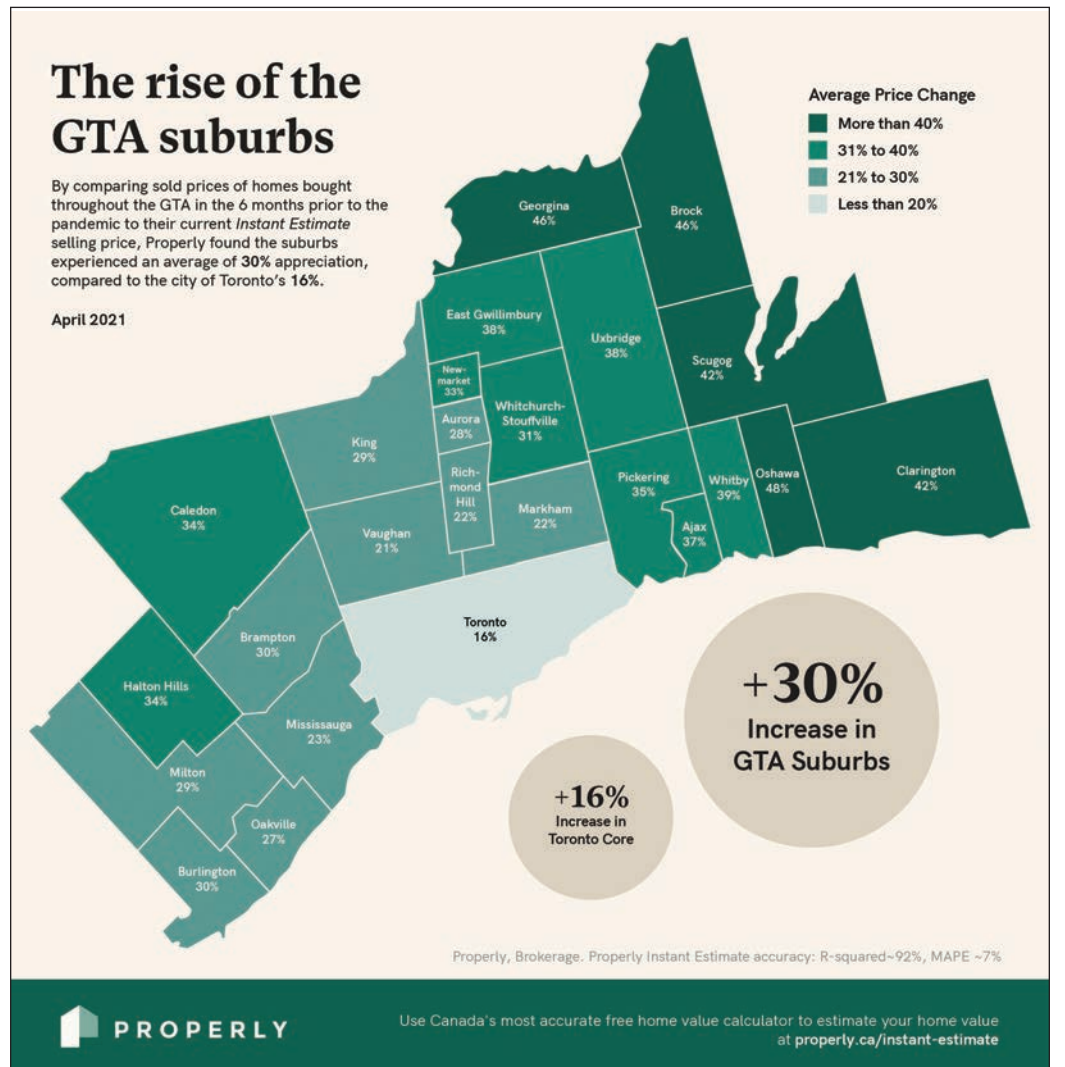 The rise of the
GTA suburbs
By comparing sold prices of homes bought
throughout the GTA in the 6 months prior to the
pandemic to their current Instant Estimate
selling price, Properly found the suburbs
experienced an average of 30% appreciation,
compared to the city of Toronto's 16%.
April 2021
Average Price Change
More than 40%
31% to 40%
21% to 30%
Less than 20%
Georgina
46%
Brock
46%
East Gwillimbury
38%
Uxbridge
38%
Scugog
42%
New-
market
33%
Whitchurch-
Stouffville
31%
Aurora
28%
King
29%
Rich-
mond
Hill
22%
Markham
22%
Vaughan
21%
Pickering
35%
Ajax
37%
Whitby
39%
Oshawa
48%
Clarington
42%
Caledon
34%
Toronto
16%
Brampton
30%
Halton Hills
34%
Mississauga
23%
Milton
29%
Oakville
27%
Burlington
30%
+30%
Increase in
GTA Suburbs
+16%
Increase in
Toronto Core
Properly, Brokerage. Properly Instant Estimate accuracy: R-squared~92%, MAPE ~7%
PROPERLY
Use Canada's most accurate free home value calculator to estimate your home value
at properly.ca/instant-estimate